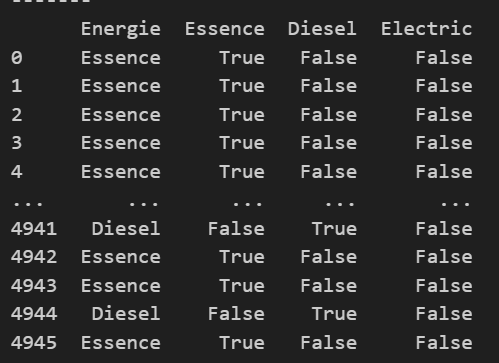 -------
Energie Essence Diesel Electric
0 Essence True False False
1 Essence True False False
2 Essence True False False
3 Essence True False False
4 Essence True False False
... ... ... ... ...
4941 Diesel False True False
4942 Essence True False False
4943 Essence True False False
4944 Diesel False True False
4945 Essence True False False